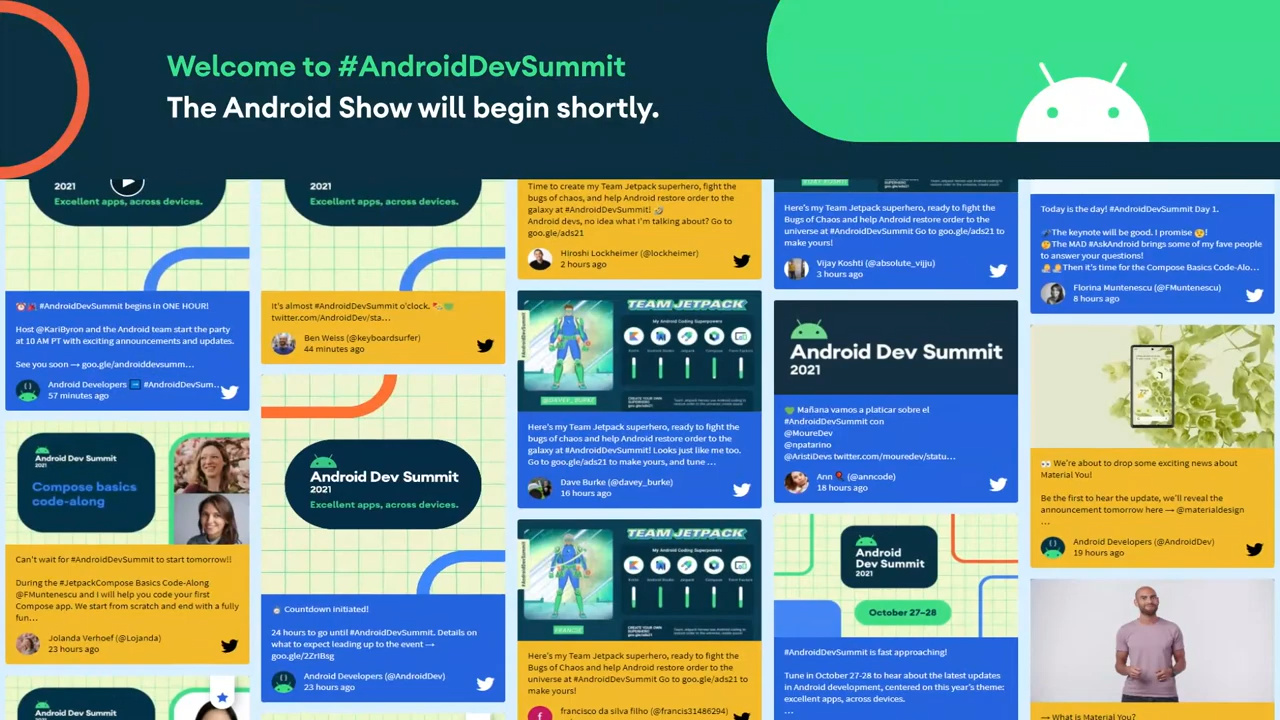 Welcome to #AndroidDevSummit
The Android Show will begin shortly.
2021
Excellent apps, across devices.
⏰📆 #AndroidDevSummit begins in ONE HOUR!
Host @KariByron and the Android team start the party
at 10 AM PT with exciting announcements and updates.
See you soon → goo.gle/androiddevsumm…
Android Developers ➡️ #AndroidDevSum…
57 minutes ago
Android Dev Summit
2021
Compose basics
code-along
Can't wait for #AndroidDevSummit to start tomorrow!!
During the #JetpackCompose Basics Code-Along
@FMuntenescu and I will help you code your first
Compose app. We start from scratch and end with a fully
fun…
Jolanda Verhoef (@Lojanda)
23 hours ago
Android Dev Summit
2021
Excellent apps, across devices.
It's almost #AndroidDevSummit o'clock.
twitter.com/AndroidDev/sta…
Ben Weiss (@keyboardsurfer)
44 minutes ago
Android Dev Summit
2021
Excellent apps, across devices.
Countdown initiated!
24 hours to go until #AndroidDevSummit. Details on
what to expect leading up to the event →
goo.gle/2ZrIBsg
Android Developers (@AndroidDev)
23 hours ago
Time to create my Team Jetpack superhero, fight the
bugs of chaos, and help Android restore order to the
galaxy at #AndroidDevSummit!
Android devs, no idea what i'm talking about? Go to
goo.gle/ads21
Hiroshi Lockheimer (@lockheimer)
2 hours ago
TEAM JETPACK
My Android Coding Superpowers
Kotlin Android Studio Jetpack Compose Form Factors
@DAVEY_BURKE
Here's my Team Jetpack superhero, ready to fight the
bugs of chaos and help Android restore order to the
galaxy at #AndroidDevSummit! Looks just like me too.
Go to goo.gle/ads21 to make yours, and tune …
Dave Burke (@davey_burke)
16 hours ago
TEAM JETPACK
My Android Coding Superpowers
FRANCIS
Here's my Team Jetpack superhero, ready to fight the
Bugs of Chaos and help Android restore order to the
universe at #AndroidDevSummit Go to goo.gle/ads21 to
make yours!
francisco da silva filho (@francis31486294)
VIJAY KOSHTI
Here's my Team Jetpack superhero, ready to fight the
Bugs of Chaos and help Android restore order to the
universe at #AndroidDevSummit Go to goo.gle/ads21 to
make yours!
Vijay Koshti (@absolute_vijju)
3 hours ago
Android Dev Summit
2021
💚 Mañana vamos a platicar sobre el
#AndroidDevSummit con
@MoureDev
@npatarino
@AristiDevs twitter.com/mouredev/statu…
Ann (@anncode)
18 hours ago
Android
Dev Summit
2021
October 27–28
#AndroidDevSummit is fast approaching!
Tune in October 27-28 to hear about the latest updates
in Android development, centered on this year's theme:
excellent apps, across devices.
…
Today is the day! #AndroidDevSummit Day 1.
The keynote will be good. I promise 😉!
The MAD #AskAndroid brings some of my fave people
to answer your questions!
Then it's time for the Compose Basics Code-Alo…
Florina Muntenescu (@FMuntenescu)
8 hours ago
👀 We're about to drop some exciting news about
Material You!
Be the first to hear the update, we'll reveal the
announcement tomorrow here → @materialdesign
…
Android Developers (@AndroidDev)
19 hours ago
→ What is Material You?